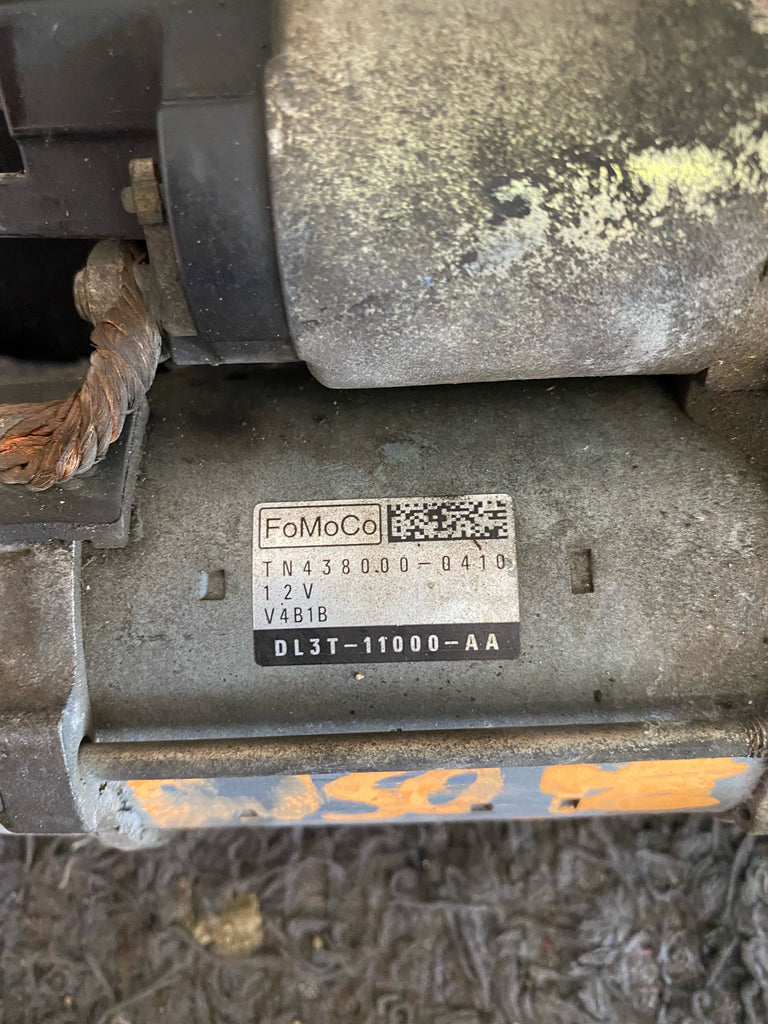 FoMoCo
TN438000-0410
12V
V4B1B
DL3T-11000-AA